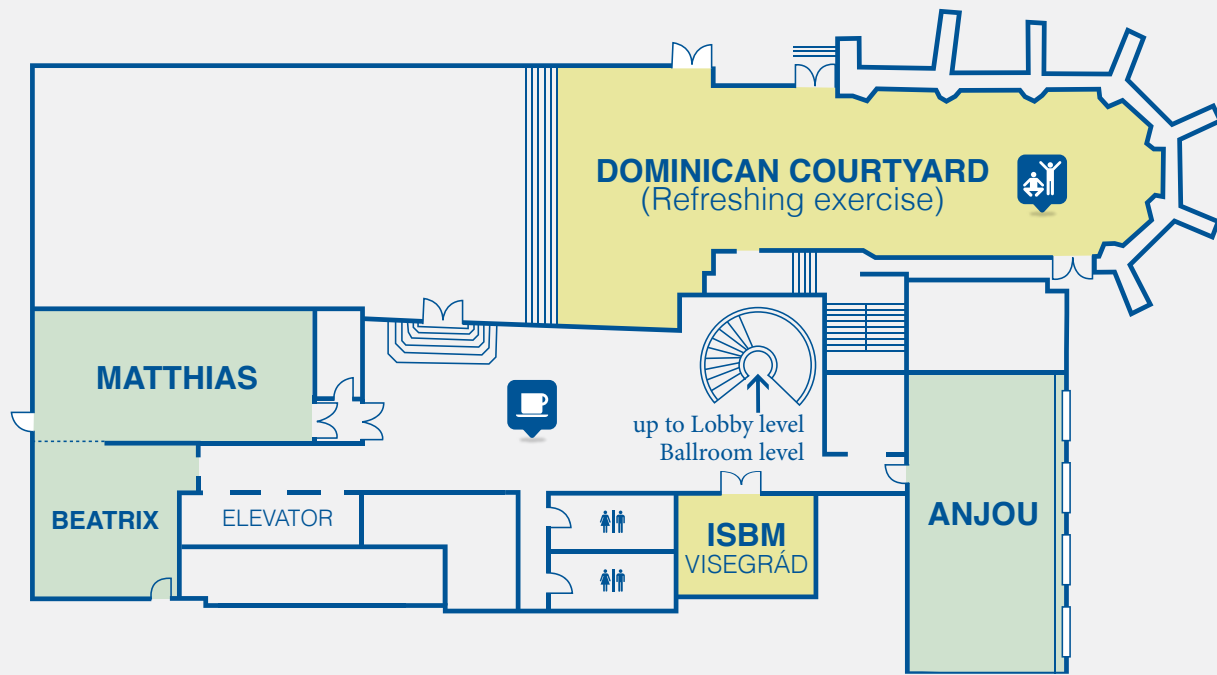 DOMINICAN COURTYARD
(Refreshing exercise)
MATTHIAS
up to Lobby level
Ballroom level
BEATRIX
ELEVATOR
ISBM
VISEGRÁD
ANJOU